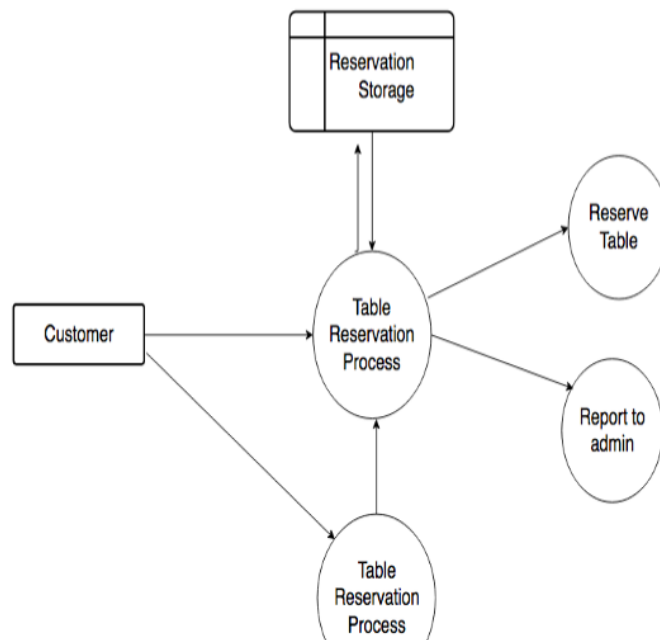 Reservation
Storage
Reserve
Table
Customer
Table
Reservation
Process
Report to
admin
Table
Reservation
Process